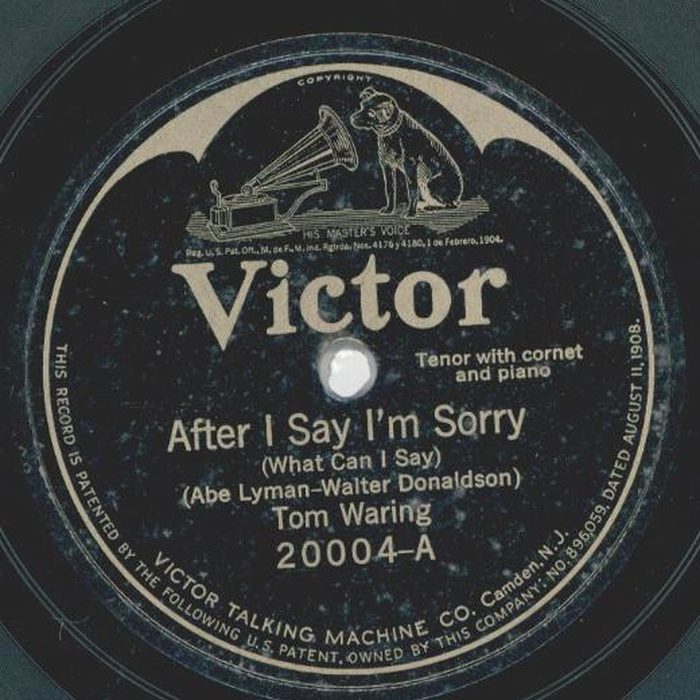 COPYRIGHT
HIS MASTER'S VOICE
Reg. U.S. Pat. Off., M. de F., M. Ind. Rgtrda. Nos. 4176 y 4180, 1 de Febrero, 1904.
Victor
Tenor with cornet
and piano
After I Say I'm Sorry
(What Can I Say)
(Abe Lyman-Walter Donaldson)
Tom Waring
20004-A
VICTOR TALKING MACHINE CO. Camden, N.J.
THIS RECORD IS PATENTED BY THE FOLLOWING U.S. PATENT, OWNED BY THIS COMPANY: NO. 896,059, DATED AUGUST 11, 1908.